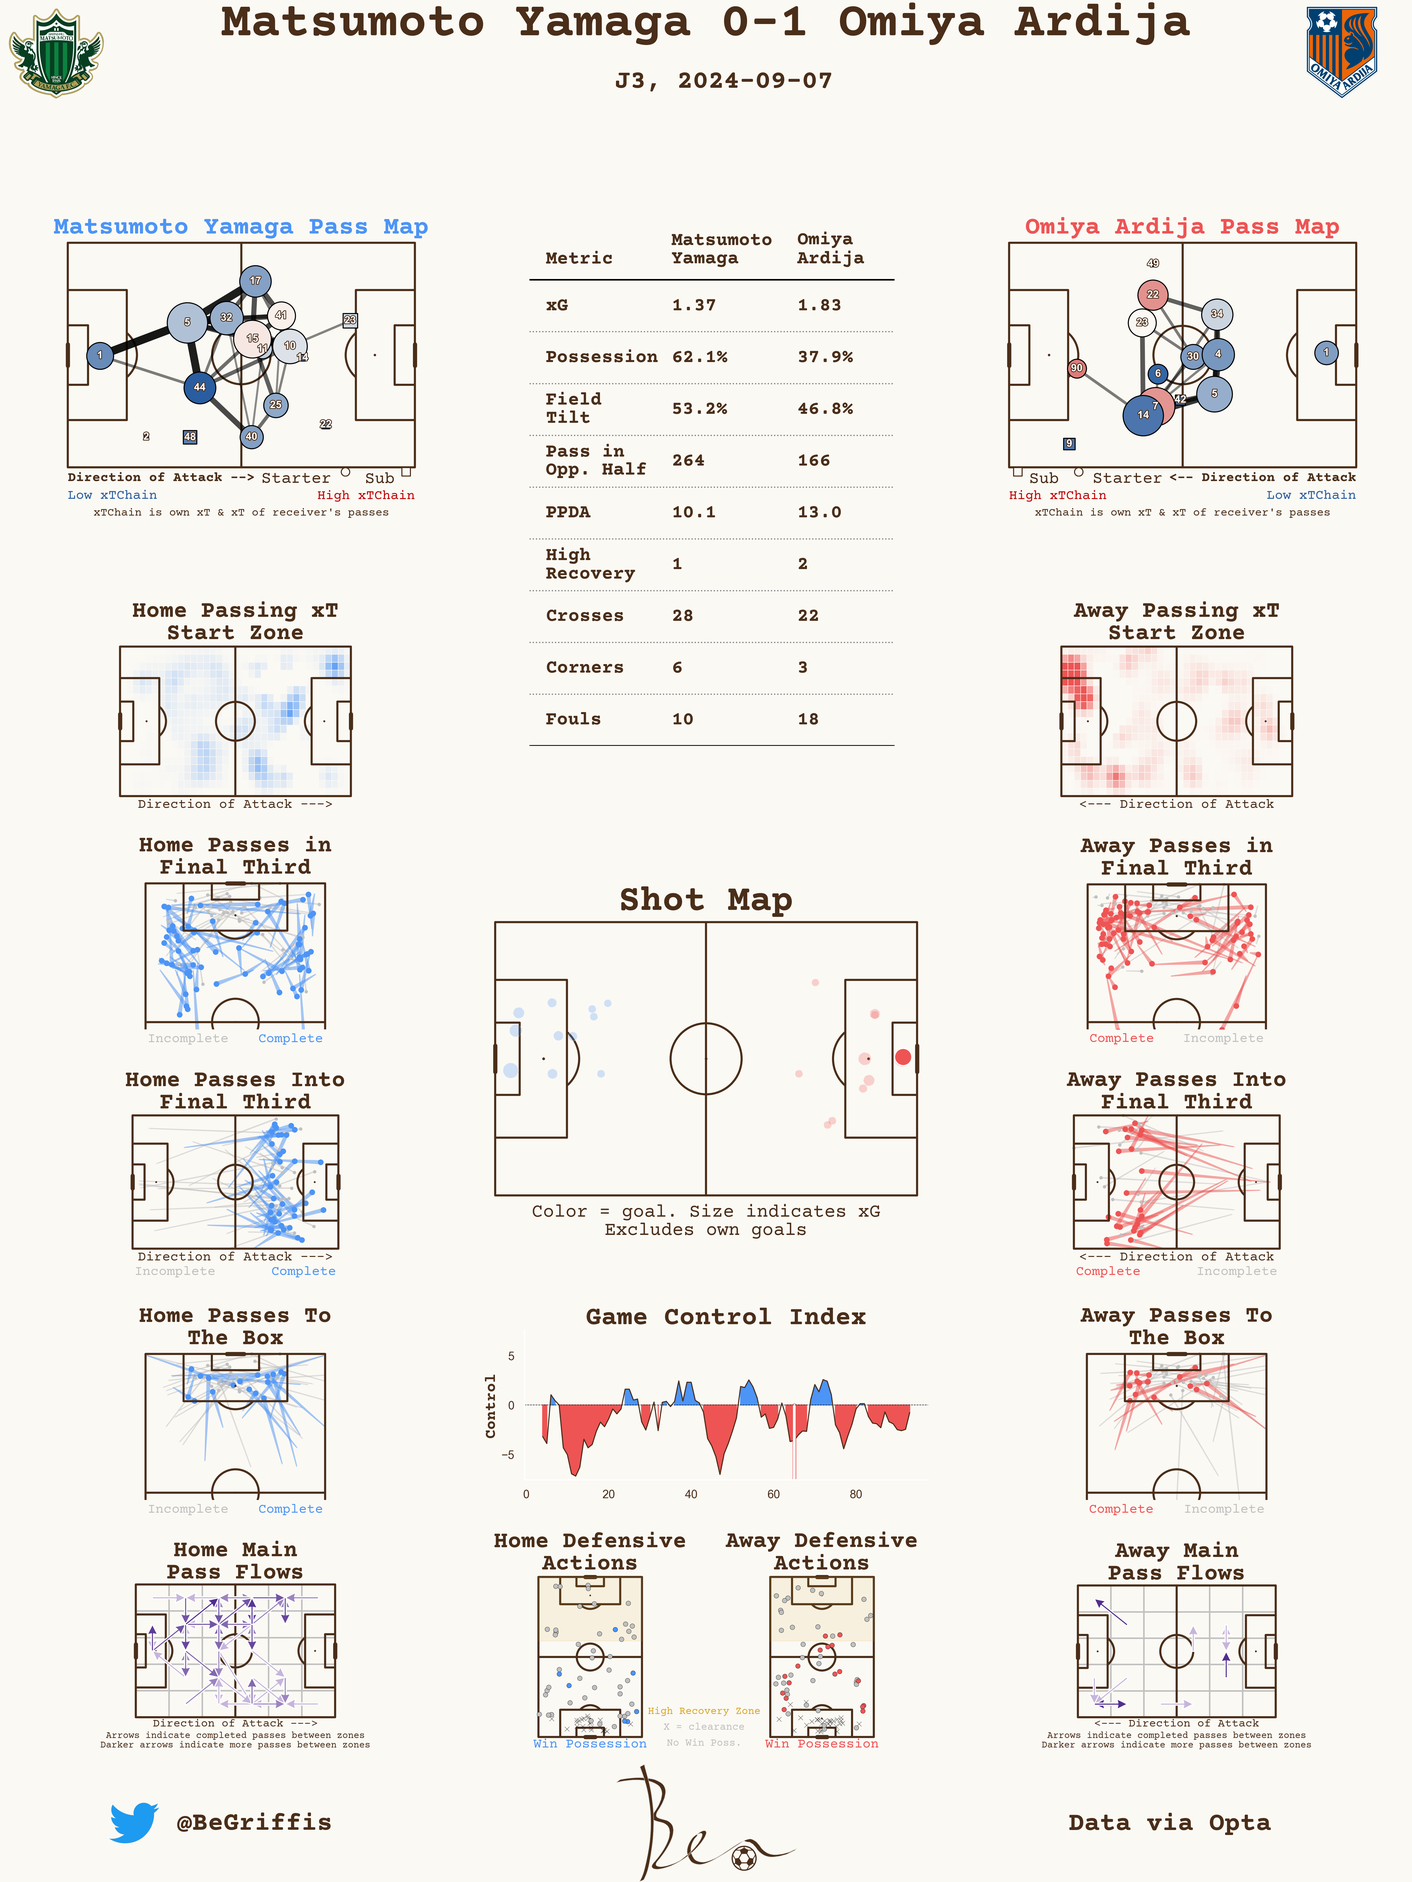 Matsumoto Yamaga 0-1 Omiya Ardija
J3, 2024-09-07
MATSUMOTO
YAMAGA F.C.
OMIYA ARDIJA
Matsumoto Yamaga Pass Map
17
5
32
41
23
15
10
11
14
1
44
25
2
48
40
22
Direction of Attack --> Starter Sub
Low xTChain High xTChain
xTChain is own xT & xT of receiver's passes
Metric Matsumoto Yamaga Omiya Ardija
xG 1.37 1.83
Possession 62.1% 37.9%
Field Tilt 53.2% 46.8%
Pass in Opp. Half 264 166
PPDA 10.1 13.0
High Recovery 1 2
Crosses 28 22
Corners 6 3
Fouls 10 18
Omiya Ardija Pass Map
49
22
23
34
30
4
1
90
6
5
42
7
14
9
Sub Starter <-- Direction of Attack
High xTChain Low xTChain
xTChain is own xT & xT of receiver's passes
Home Passing xT
Start Zone
Direction of Attack --->
Away Passing xT
Start Zone
<--- Direction of Attack
Home Passes in
Final Third
Incomplete Complete
Away Passes in
Final Third
Complete Incomplete
Shot Map
Color = goal. Size indicates xG
Excludes own goals
Home Passes Into
Final Third
Direction of Attack --->
Incomplete Complete
Away Passes Into
Final Third
<--- Direction of Attack
Complete Incomplete
Home Passes To
The Box
Incomplete Complete
Game Control Index
Control
5
0
−5
0 20 40 60 80
Away Passes To
The Box
Complete Incomplete
Home Main
Pass Flows
Direction of Attack --->
Arrows indicate completed passes between zones
Darker arrows indicate more passes between zones
Home Defensive
Actions
Win Possession
High Recovery Zone
X = clearance
No Win Poss.
Away Defensive
Actions
Win Possession
Away Main
Pass Flows
<--- Direction of Attack
Arrows indicate completed passes between zones
Darker arrows indicate more passes between zones
@BeGriffis
Ben
Data via Opta